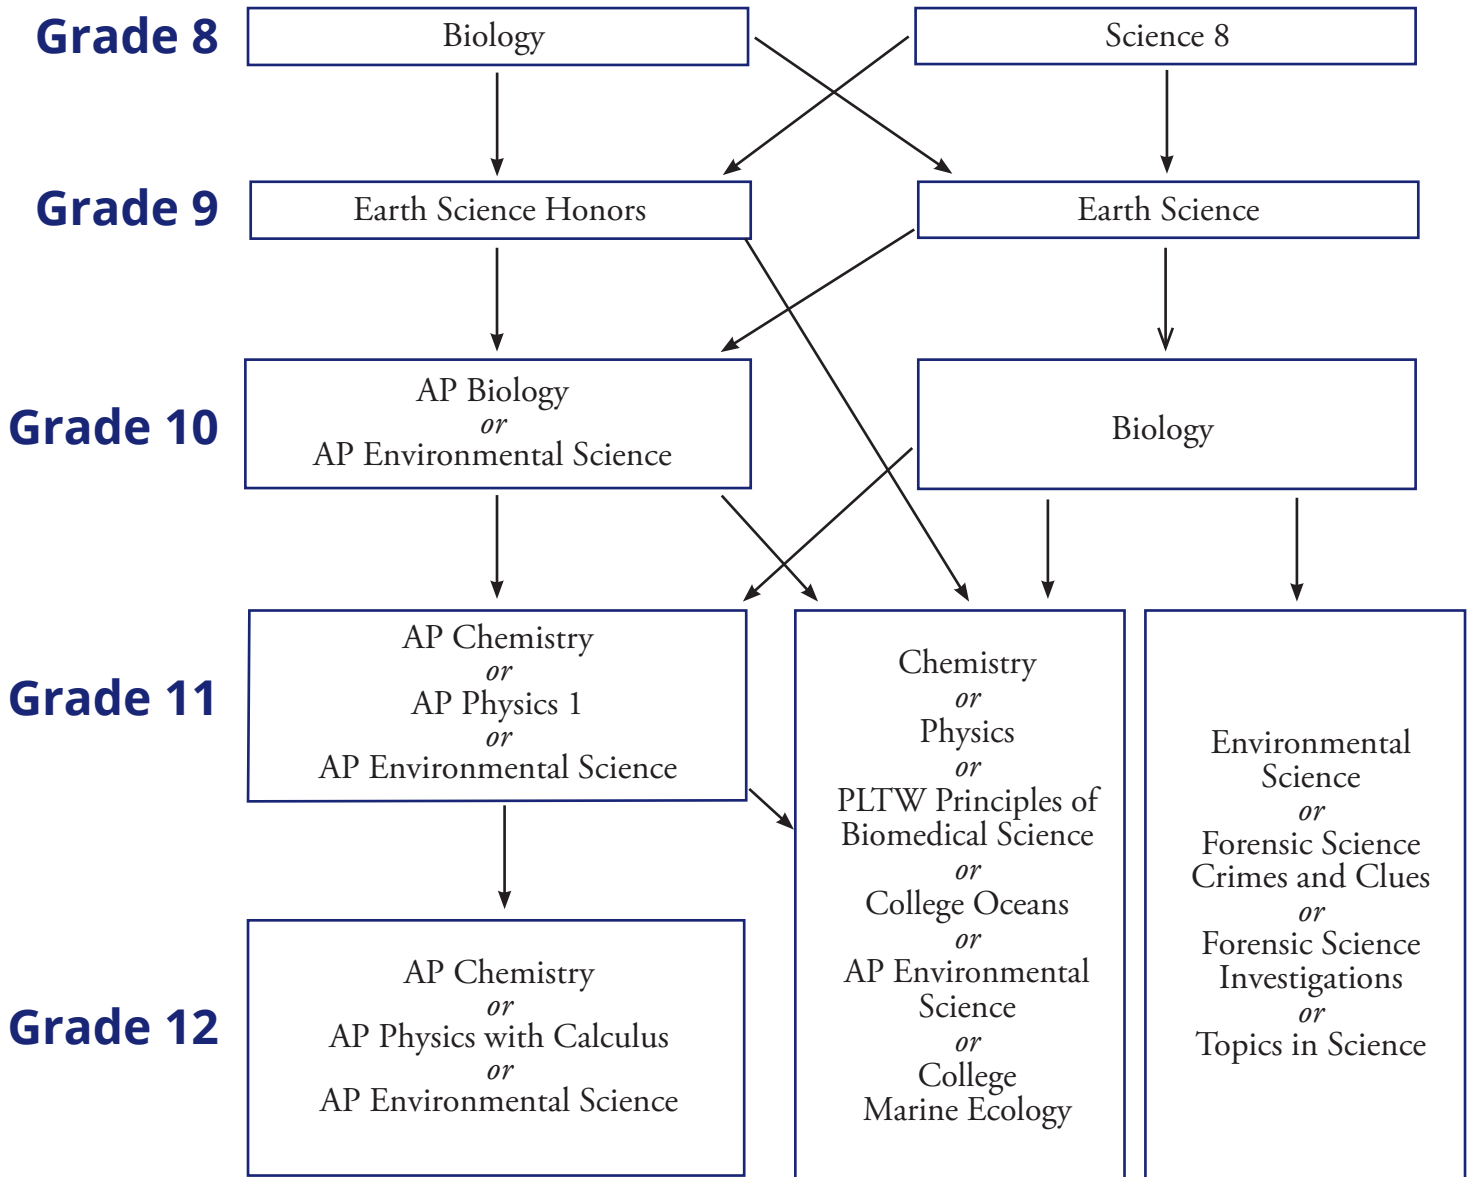 Grade 8
Biology
Science 8
Grade 9
Earth Science Honors
Earth Science
Grade 10
AP Biology
or
AP Environmental Science
Biology
Grade 11
AP Chemistry
or
AP Physics 1
or
AP Environmental Science
Chemistry
or
Physics
or
PLTW Principles of
Biomedical Science
or
College Oceans
or
AP Environmental
Science
or
College
Marine Ecology
Environmental
Science
or
Forensic Science
Crimes and Clues
or
Forensic Science
Investigations
or
Topics in Science
Grade 12
AP Chemistry
or
AP Physics with Calculus
or
AP Environmental Science